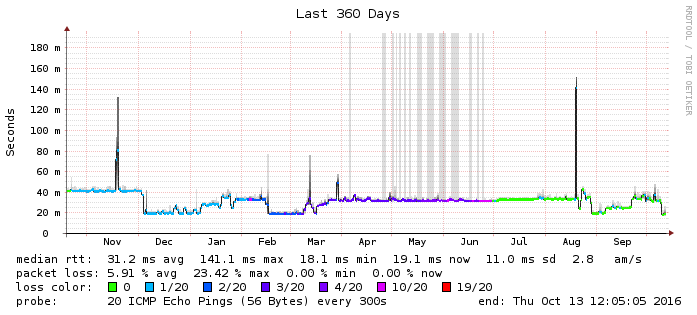 Last 360 Days
RRDTOOL / TOBI OETIKER
Seconds
180 m
160 m
140 m
120 m
100 m
80 m
60 m
40 m
20 m
0
Nov Dec Jan Feb Mar Apr May Jun Jul Aug Sep
median rtt: 31.2 ms avg 141.1 ms max 18.1 ms min 19.1 ms now 11.0 ms sd 2.8 am/s
packet loss: 5.91 % avg 23.42 % max 0.00 % min 0.00 % now
loss color: 0 1/20 2/20 3/20 4/20 10/20 19/20
probe: 20 ICMP Echo Pings (56 Bytes) every 300s end: Thu Oct 13 12:05:05 2016